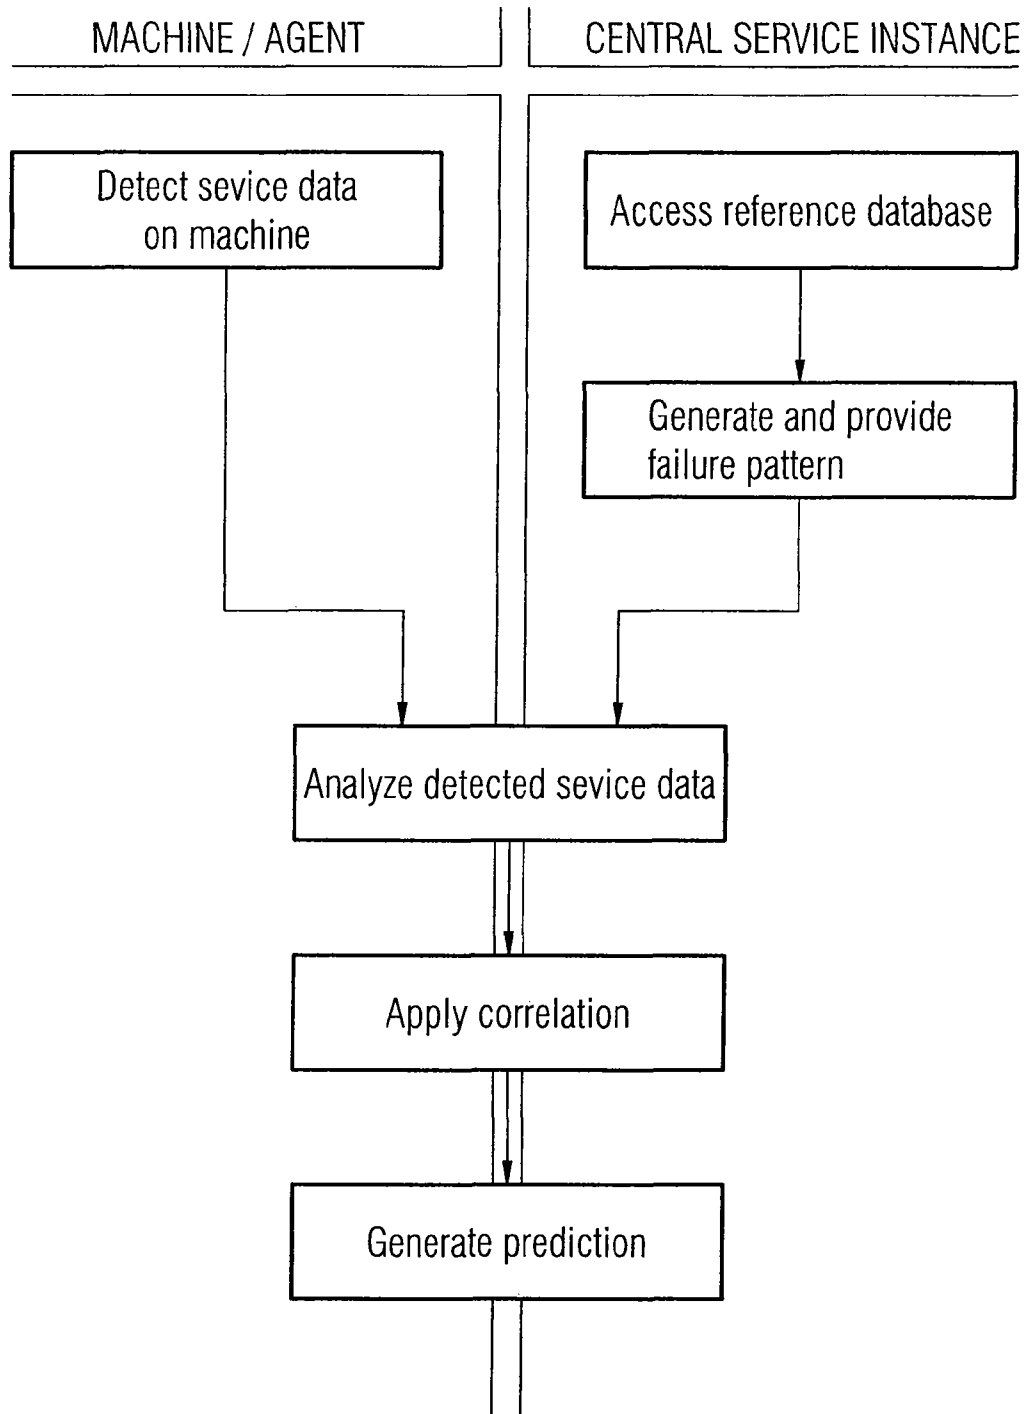 MACHINE / AGENT
CENTRAL SERVICE INSTANCE
Detect sevice data
on machine
Access reference database
Generate and provide
failure pattern
Analyze detected sevice data
Apply correlation
Generate prediction